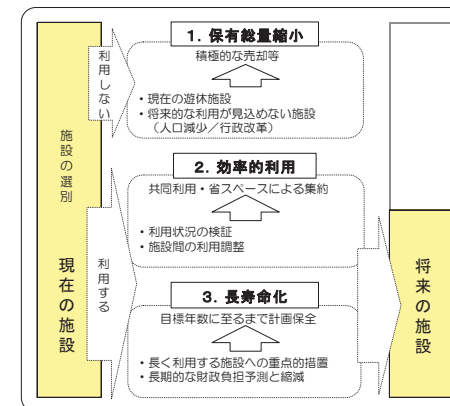 施設の選別
現在の施設
利用しない
1. 保有総量縮小
積極的な売却等
・現在の遊休施設
・将来的な利用が見込めない施設
（人口減少／行政改革）
利用する
2. 効率的利用
共同利用・省スペースによる集約
・利用状況の検証
・施設間の利用調整
3. 長寿命化
目標年数に至るまで計画保全
・長く利用する施設への重点的措置
・長期的な財政負担予測と縮減
将来の施設